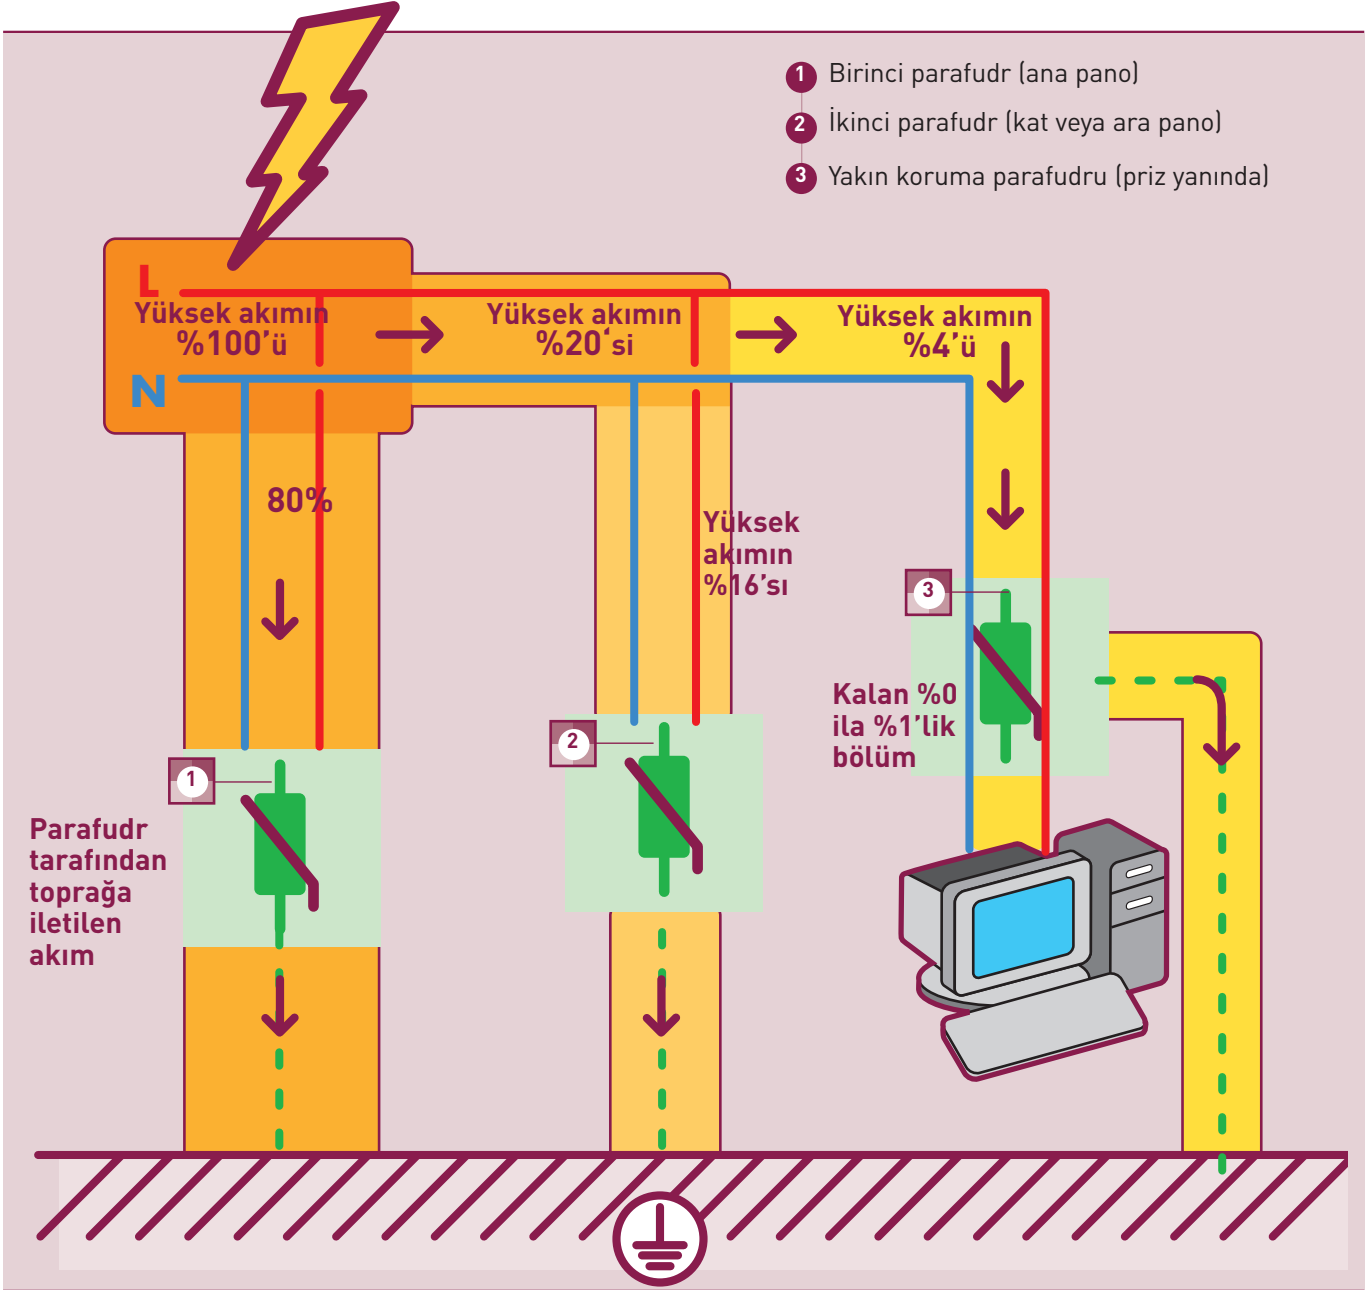 1 Birinci parafudr (ana pano)
2 İkinci parafudr (kat veya ara pano)
3 Yakın koruma parafudru (priz yanında)
L
Yüksek akımın
%100’ü
Yüksek akımın
%20‘si
Yüksek akımın
%4’ü
N
80%
Yüksek
akımın
%16’sı
3
Kalan %0
ila %1’lik
bölüm
2
1
Parafudr
tarafından
toprağa
iletilen
akım